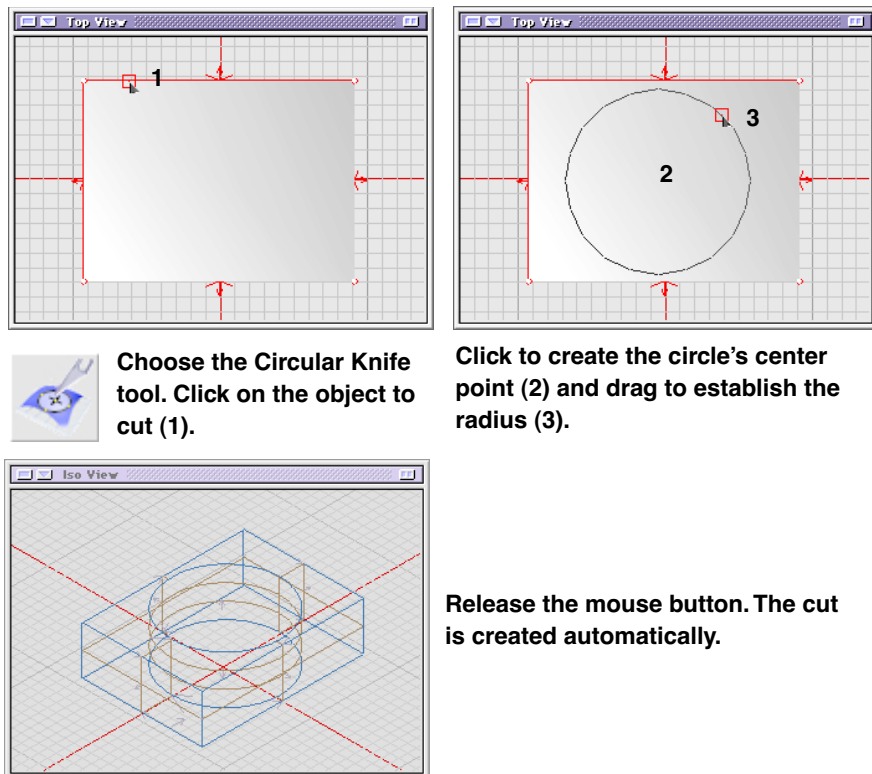 Top View
1
Top View
3
2
Choose the Circular Knife
tool. Click on the object to
cut (1).
Click to create the circle’s center
point (2) and drag to establish the
radius (3).
Iso View
Release the mouse button. The cut
is created automatically.